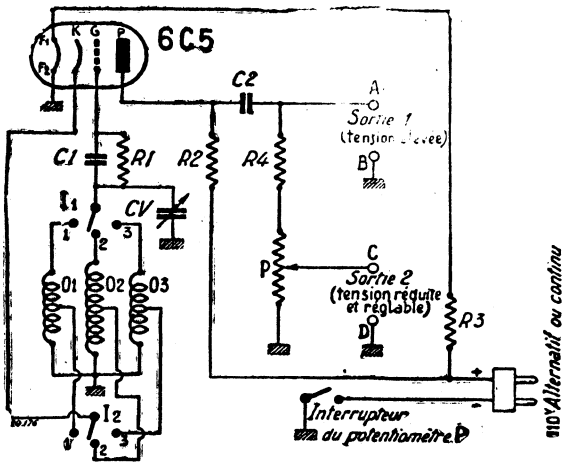 6C5
F1
K
G
P
F2
C2
A
Sortie 1
(tension élevée)
B
C1
R1
R2
R4
I1
CV
1
2
3
O1
O2
O3
P
C
Sortie 2
(tension réduite
et réglable)
D
R3
+
-
I2
1
2
3
Interrupteur
du potentiomètre P
110V Alternatif ou continu